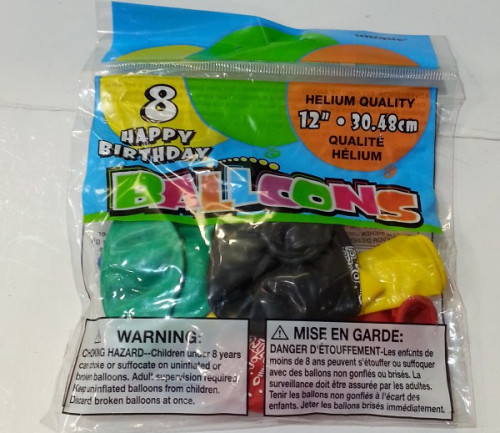 unique
8
HAPPY
BIRTHDAY
HELIUM QUALITY
12" • 30.48cm
QUALITÉ
HÉLIUM
BALLOONS
WARNING:
CHOKING HAZARD--Children under 8 years
can choke or suffocate on uninflated or
broken balloons. Adult supervision required.
Keep uninflated balloons from children.
Discard broken balloons at once.
MISE EN GARDE:
DANGER D'ÉTOUFFEMENT-Les enfants de
moins de 8 ans peuvent s'étouffer ou suffoquer
avec des ballons non gonflés ou brisés. La
surveillance doit être assurée par les adultes.
Tenir les ballons non gonflés à l'écart des
enfants. Jeter les ballons brisés immédiatement.